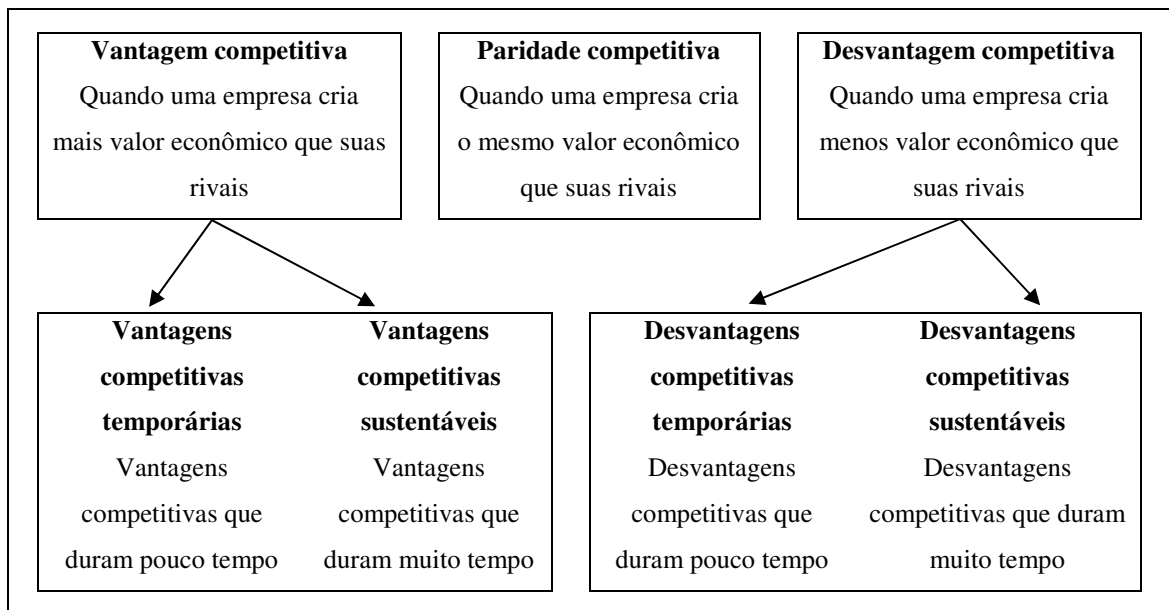 Vantagem competitiva
Quando uma empresa cria
mais valor econômico que suas
rivais
Paridade competitiva
Quando uma empresa cria
o mesmo valor econômico
que suas rivais
Desvantagem competitiva
Quando uma empresa cria
menos valor econômico que
suas rivais
Vantagens
competitivas
temporárias
Vantagens
competitivas que
duram pouco tempo
Vantagens
competitivas
sustentáveis
Vantagens
competitivas que
duram muito tempo
Desvantagens
competitivas
temporárias
Desvantagens
competitivas que
duram pouco tempo
Desvantagens
competitivas
sustentáveis
Desvantagens
competitivas que duram
muito tempo